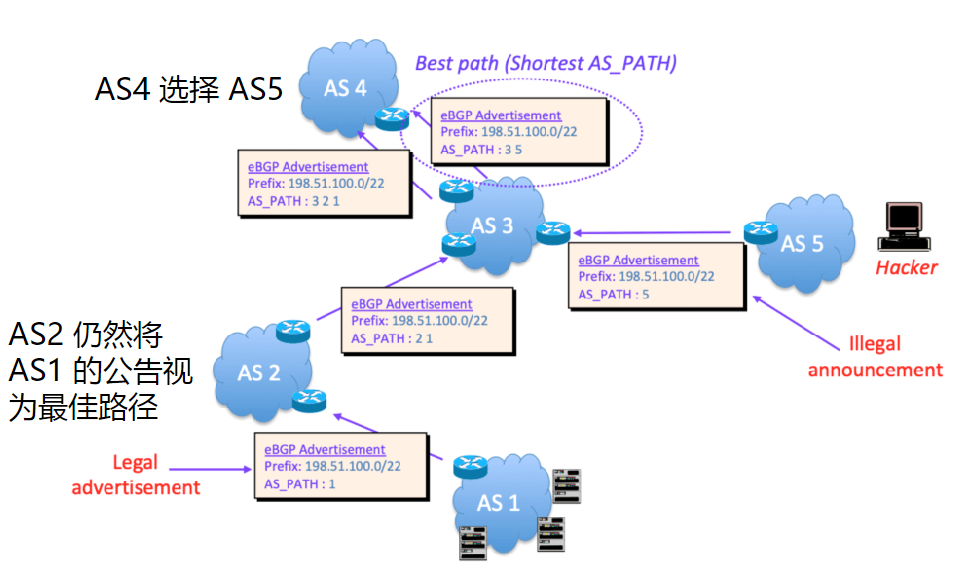 Best path (Shortest AS_PATH)
AS4 选择 AS5
AS 4
eBGP Advertisement
Prefix: 198.51.100.0/22
AS_PATH : 3 5
eBGP Advertisement
Prefix: 198.51.100.0/22
AS_PATH : 3 2 1
AS 3
AS 5
Hacker
eBGP Advertisement
Prefix: 198.51.100.0/22
AS_PATH : 5
eBGP Advertisement
Prefix: 198.51.100.0/22
AS_PATH : 2 1
Illegal
announcement
AS2 仍然将
AS1 的公告视
为最佳路径
AS 2
eBGP Advertisement
Prefix: 198.51.100.0/22
AS_PATH : 1
Legal
advertisement
AS 1